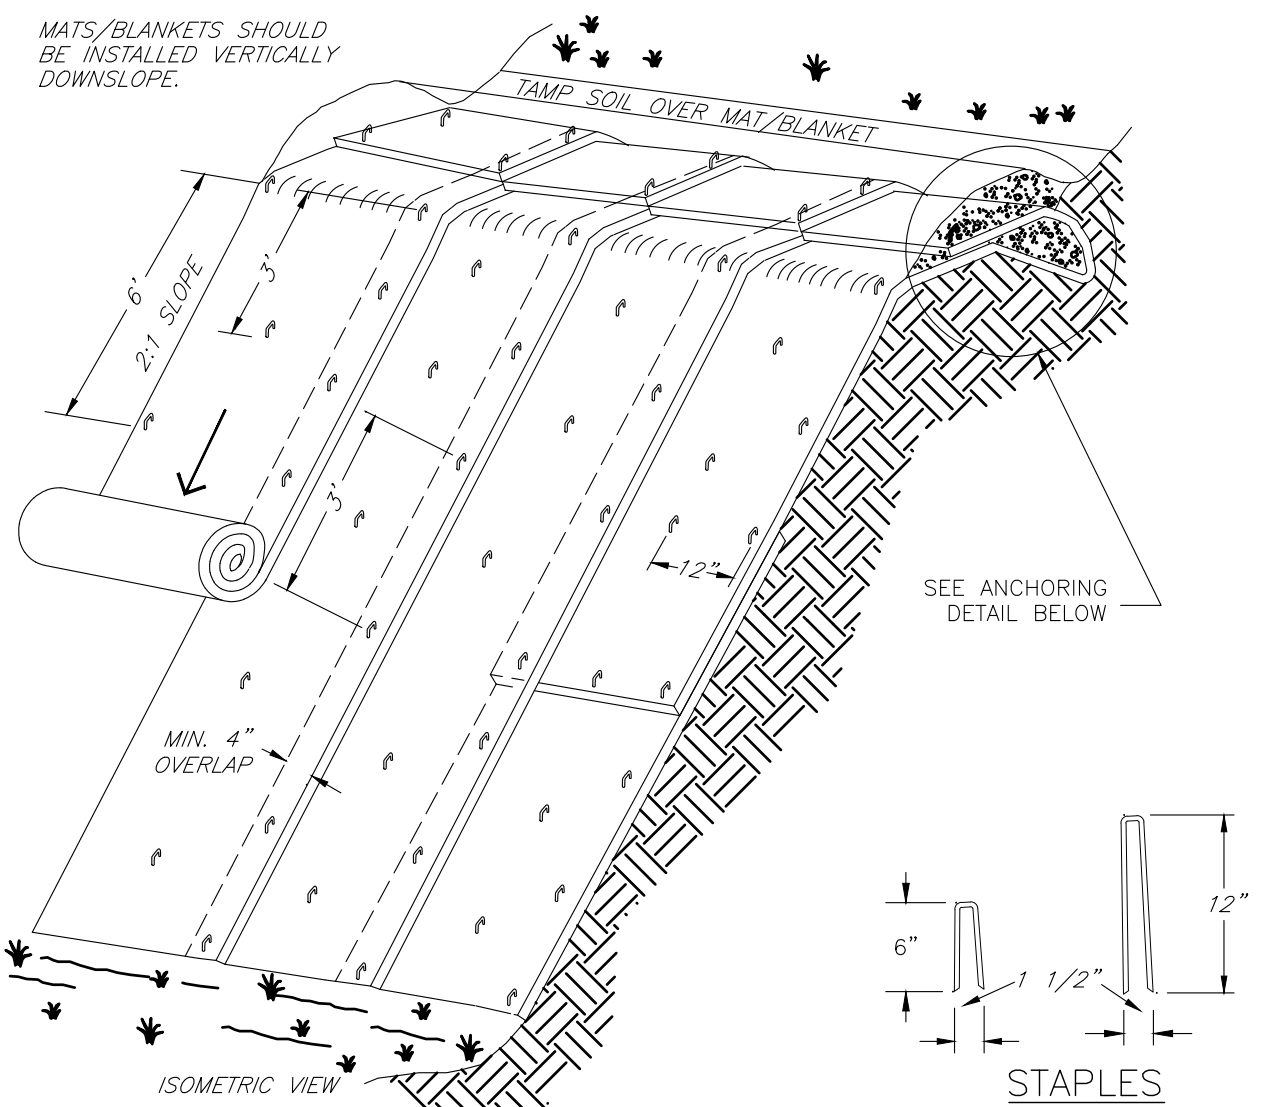 MATS/BLANKETS SHOULD
BE INSTALLED VERTICALLY
DOWNSLOPE.
TAMP SOIL OVER MAT/BLANKET
6'
2:1 SLOPE
3'
3'
12"
SEE ANCHORING
DETAIL BELOW
MIN. 4"
OVERLAP
6"
1 1/2"
12"
STAPLES
ISOMETRIC VIEW